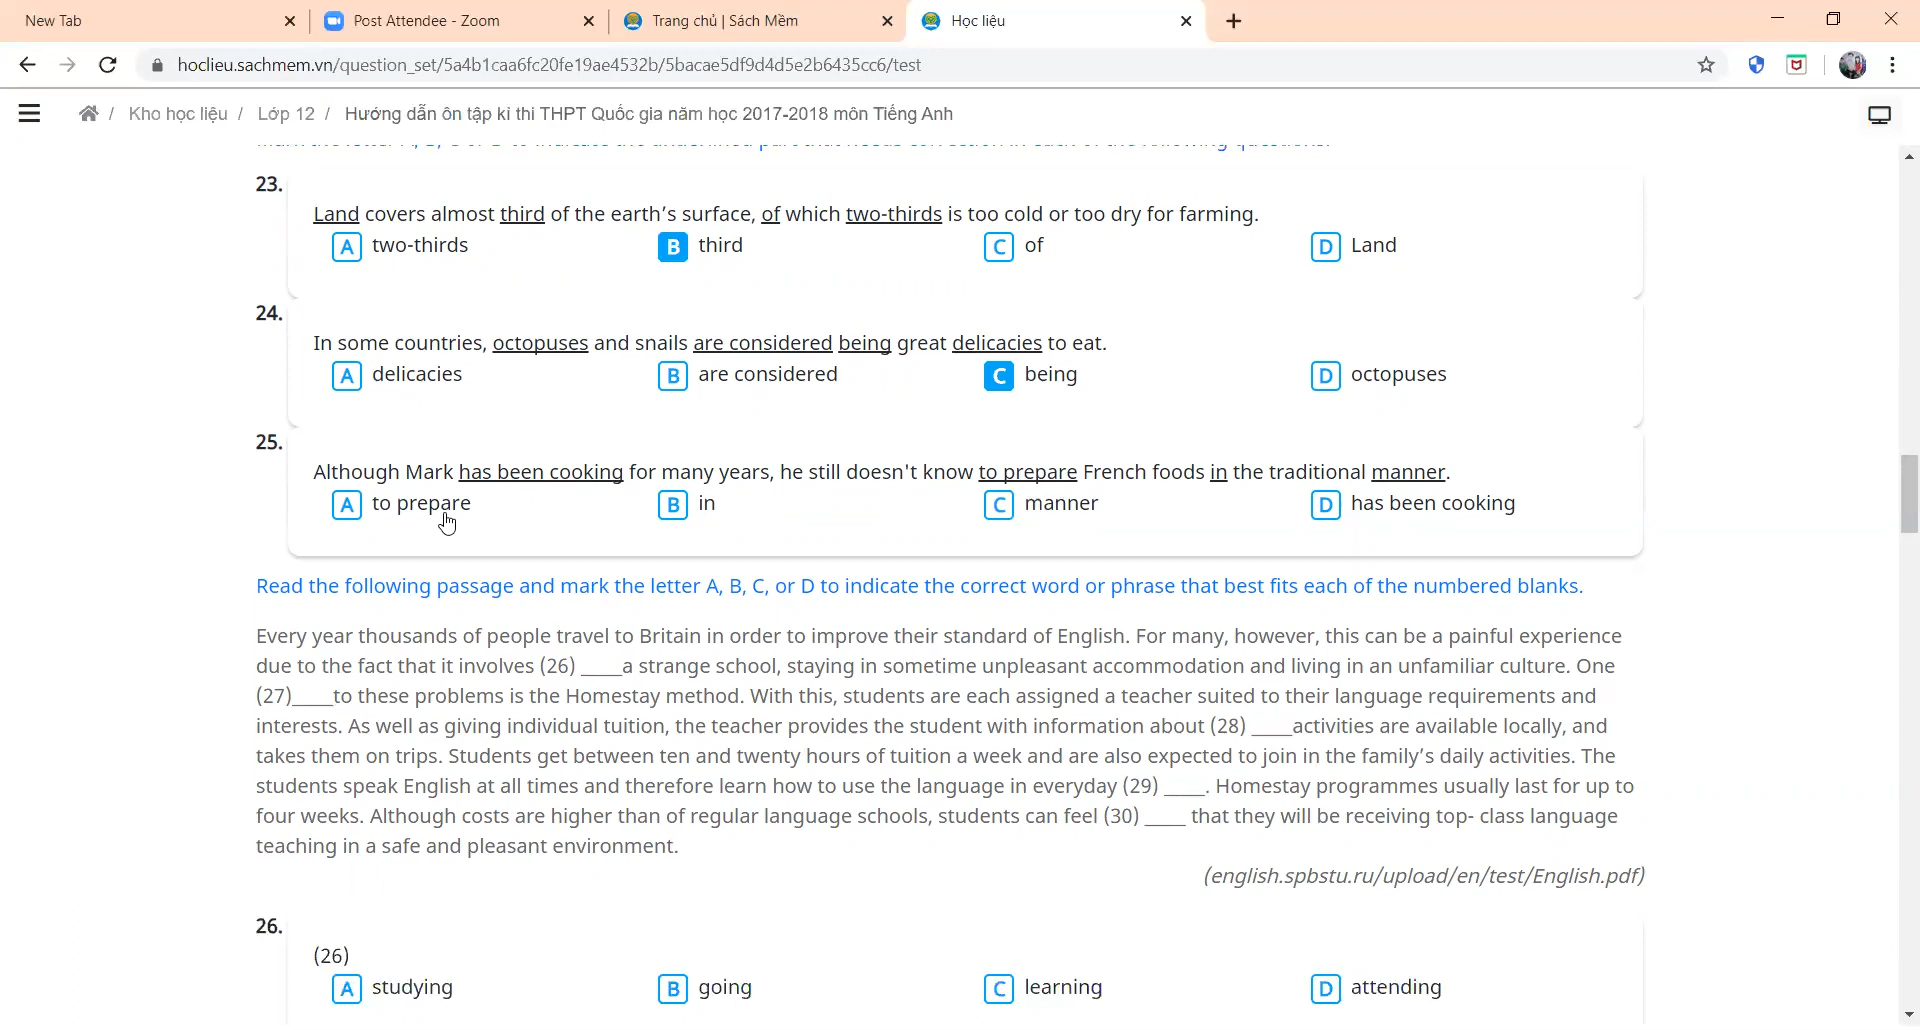 New Tab
Post Attendee - Zoom
Trang chủ | Sách Mềm
Học liệu
hoclieu.sachmem.vn/question_set/5a4b1caa6fc20fe19ae4532b/5bacae5df9d4d5e2b6435cc6/test
/ Kho học liệu / Lớp 12 / Hướng dẫn ôn tập kì thi THPT Quốc gia năm học 2017-2018 môn Tiếng Anh
23.
Land covers almost third of the earth’s surface, of which two-thirds is too cold or too dry for farming.
A two-thirds B third C of D Land
24.
In some countries, octopuses and snails are considered being great delicacies to eat.
A delicacies B are considered C being D octopuses
25.
Although Mark has been cooking for many years, he still doesn't know to prepare French foods in the traditional manner.
A to prepare B in C manner D has been cooking
Read the following passage and mark the letter A, B, C, or D to indicate the correct word or phrase that best fits each of the numbered blanks.
Every year thousands of people travel to Britain in order to improve their standard of English. For many, however, this can be a painful experience
due to the fact that it involves (26) ____a strange school, staying in sometime unpleasant accommodation and living in an unfamiliar culture. One
(27)____to these problems is the Homestay method. With this, students are each assigned a teacher suited to their language requirements and
interests. As well as giving individual tuition, the teacher provides the student with information about (28) ____activities are available locally, and
takes them on trips. Students get between ten and twenty hours of tuition a week and are also expected to join in the family’s daily activities. The
students speak English at all times and therefore learn how to use the language in everyday (29) ____. Homestay programmes usually last for up to
four weeks. Although costs are higher than of regular language schools, students can feel (30) ____ that they will be receiving top- class language
teaching in a safe and pleasant environment.
(english.spbstu.ru/upload/en/test/English.pdf)
26.
(26)
A studying B going C learning D attending